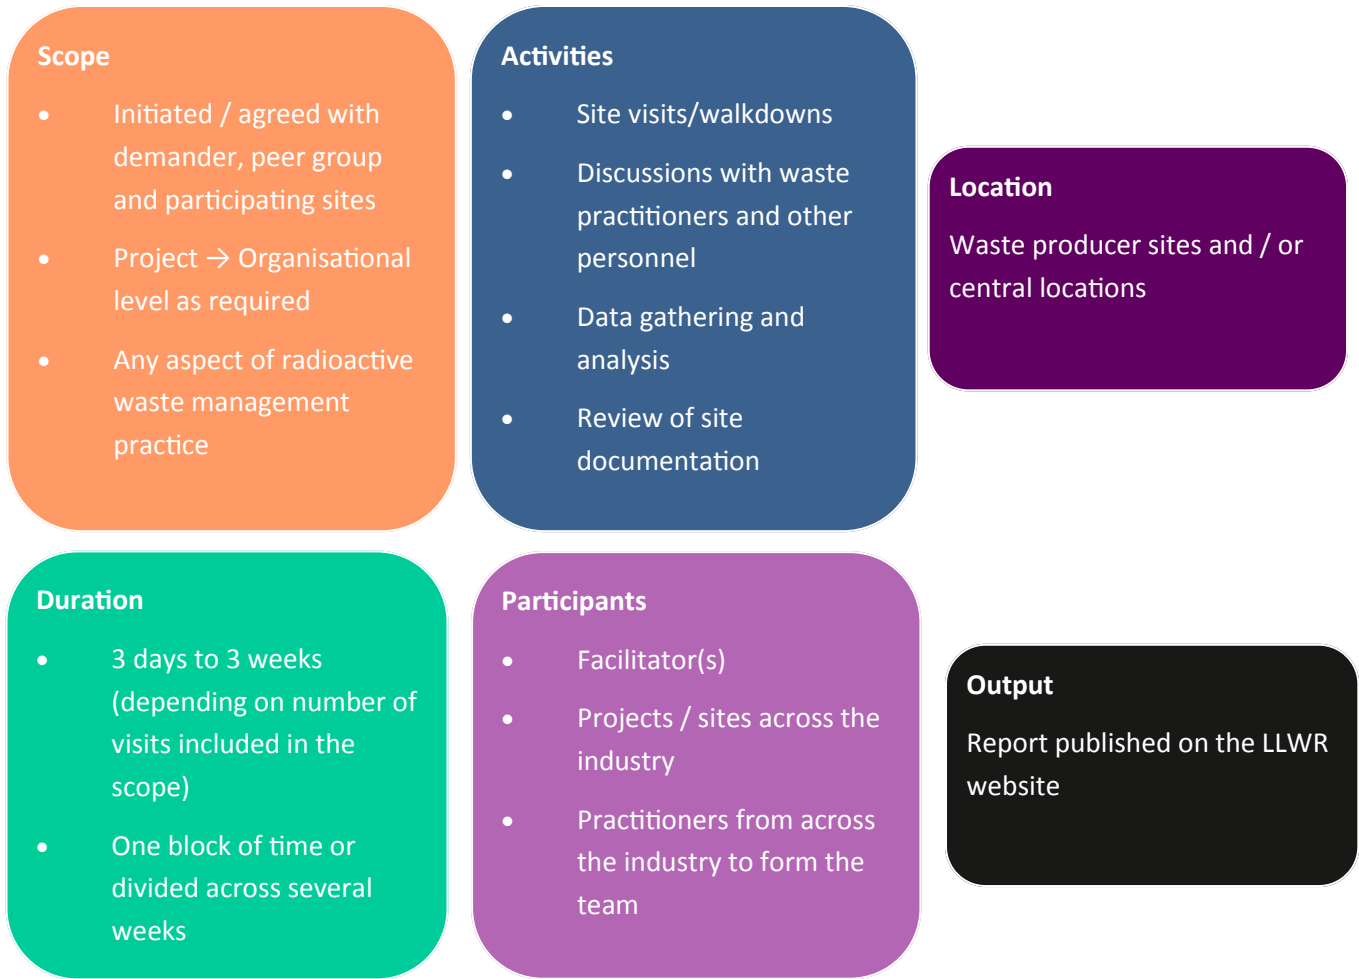 Scope
• Initiated / agreed with
demander, peer group
and participating sites
• Project → Organisational
level as required
• Any aspect of radioactive
waste management
practice
Activities
• Site visits/walkdowns
• Discussions with waste
practitioners and other
personnel
• Data gathering and
analysis
• Review of site
documentation
Location
Waste producer sites and / or
central locations
Duration
• 3 days to 3 weeks
(depending on number of
visits included in the
scope)
• One block of time or
divided across several
weeks
Participants
• Facilitator(s)
• Projects / sites across the
industry
• Practitioners from across
the industry to form the
team
Output
Report published on the LLWR
website